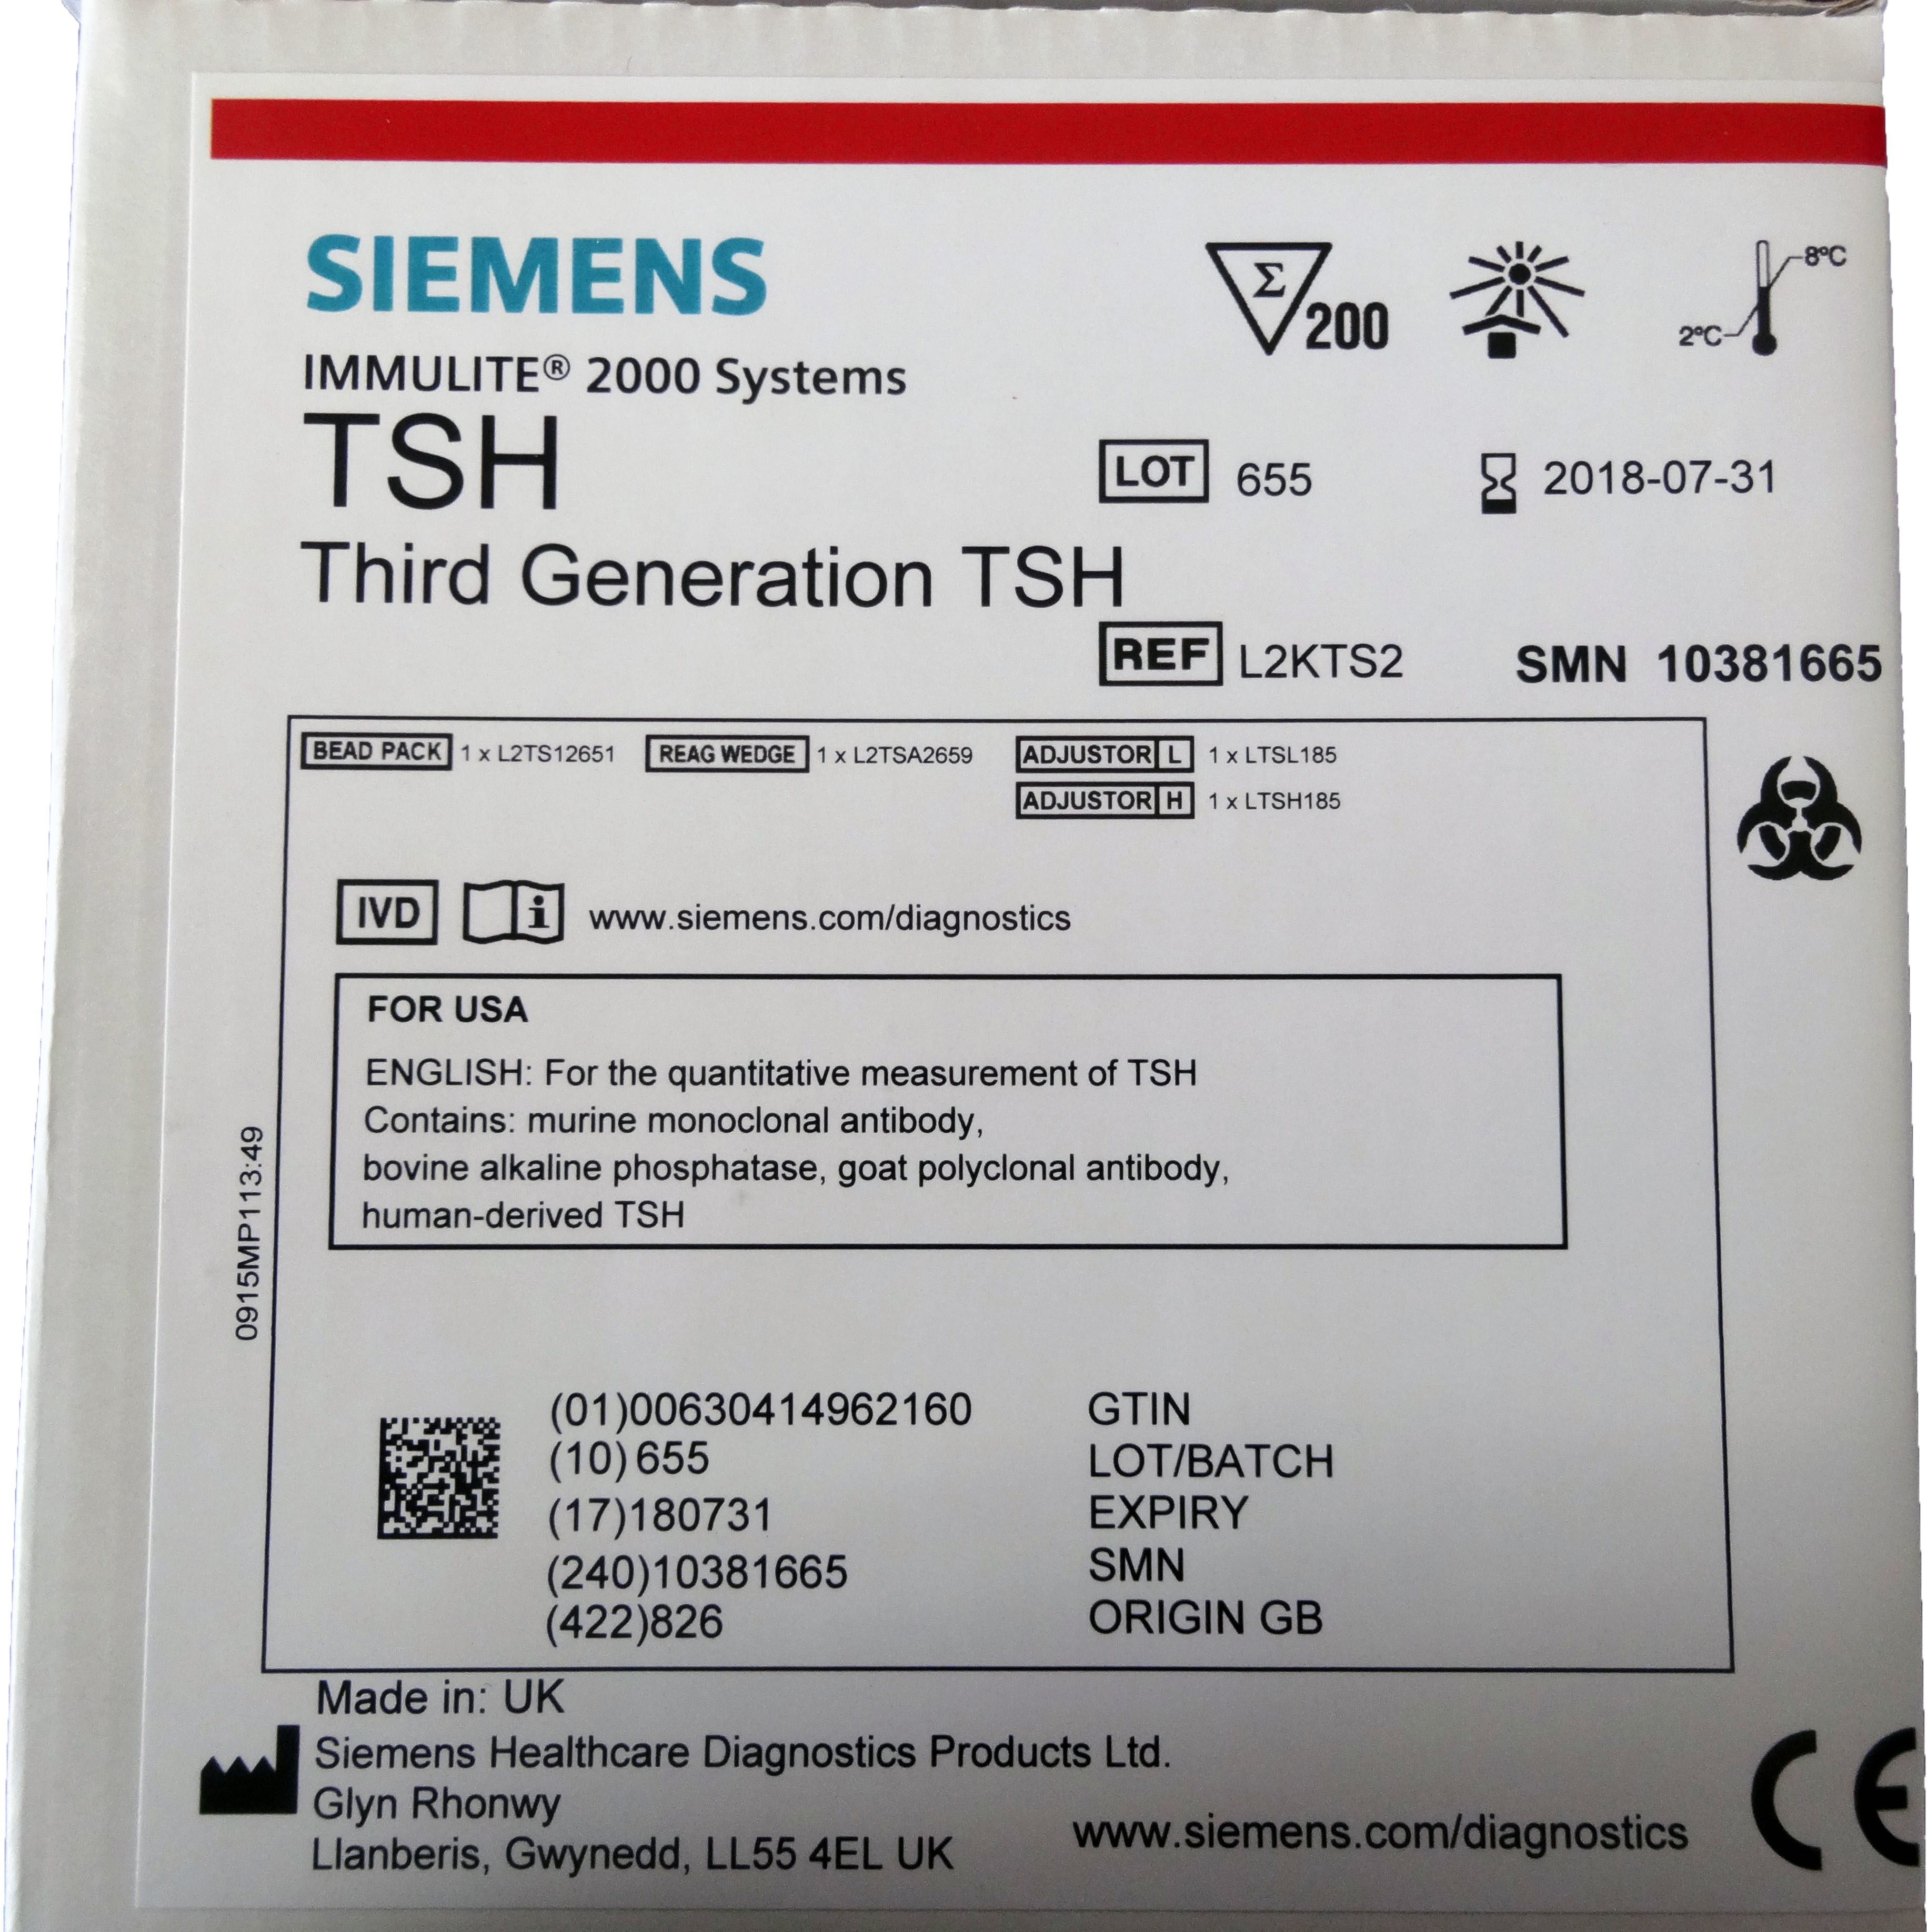 SIEMENS
Σ 200
8°C
2°C
IMMULITE® 2000 Systems
TSH
LOT 655
2018-07-31
Third Generation TSH
REF L2KTS2
SMN 10381665
BEAD PACK 1 x L2TS12651
REAG WEDGE 1 x L2TSA2659
ADJUSTOR L 1 x LTSL185
ADJUSTOR H 1 x LTSH185
IVD i www.siemens.com/diagnostics
FOR USA
ENGLISH: For the quantitative measurement of TSH
Contains: murine monoclonal antibody,
bovine alkaline phosphatase, goat polyclonal antibody,
human-derived TSH
0915MP113:49
(01)00630414962160 GTIN
(10)655 LOT/BATCH
(17)180731 EXPIRY
(240)10381665 SMN
(422)826 ORIGIN GB
Made in: UK
Siemens Healthcare Diagnostics Products Ltd.
Glyn Rhonwy
Llanberis, Gwynedd, LL55 4EL UK
www.siemens.com/diagnostics
CE